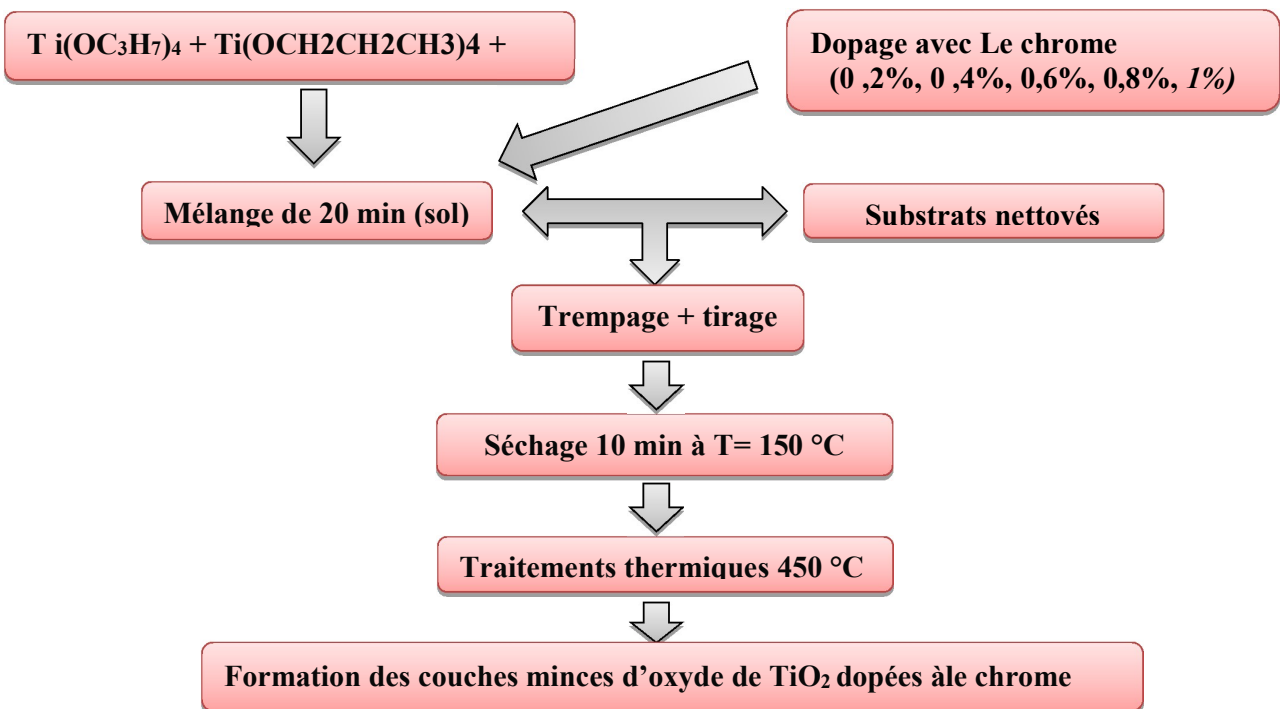 T i(OC₃H₇)₄ + Ti(OCH2CH2CH3)4 +
Dopage avec Le chrome
(0 ,2%, 0 ,4%, 0,6%, 0,8%, 1%)
Mélange de 20 min (sol)
Substrats nettoyés
Trempage + tirage
Séchage 10 min à T= 150 °C
Traitements thermiques 450 °C
Formation des couches minces d’oxyde de TiO₂ dopées àle chrome